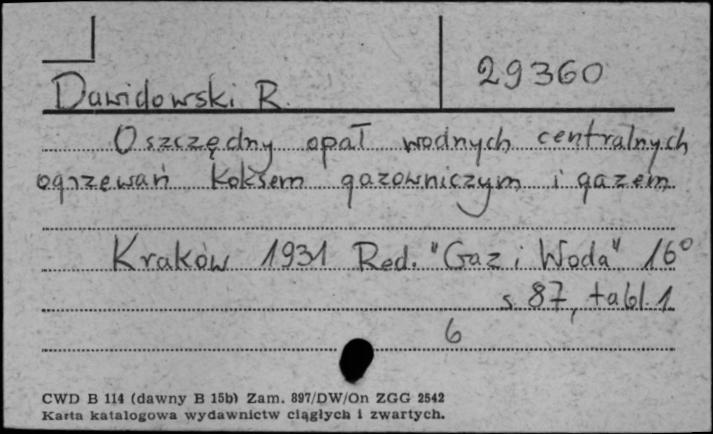 29360
Dawidowski R.
Oszczędny opał wodnych centralnych
ogrzewań koksem gazowniczym i gazem
Kraków 1931 Red. "Gaz i Woda" 16°
s. 87, tabl. 1
6
CWD B 114 (dawny B 15b) Zam. 897/DW/On ZGG 2542
Karta katalogowa wydawnictw ciągłych i zwartych.